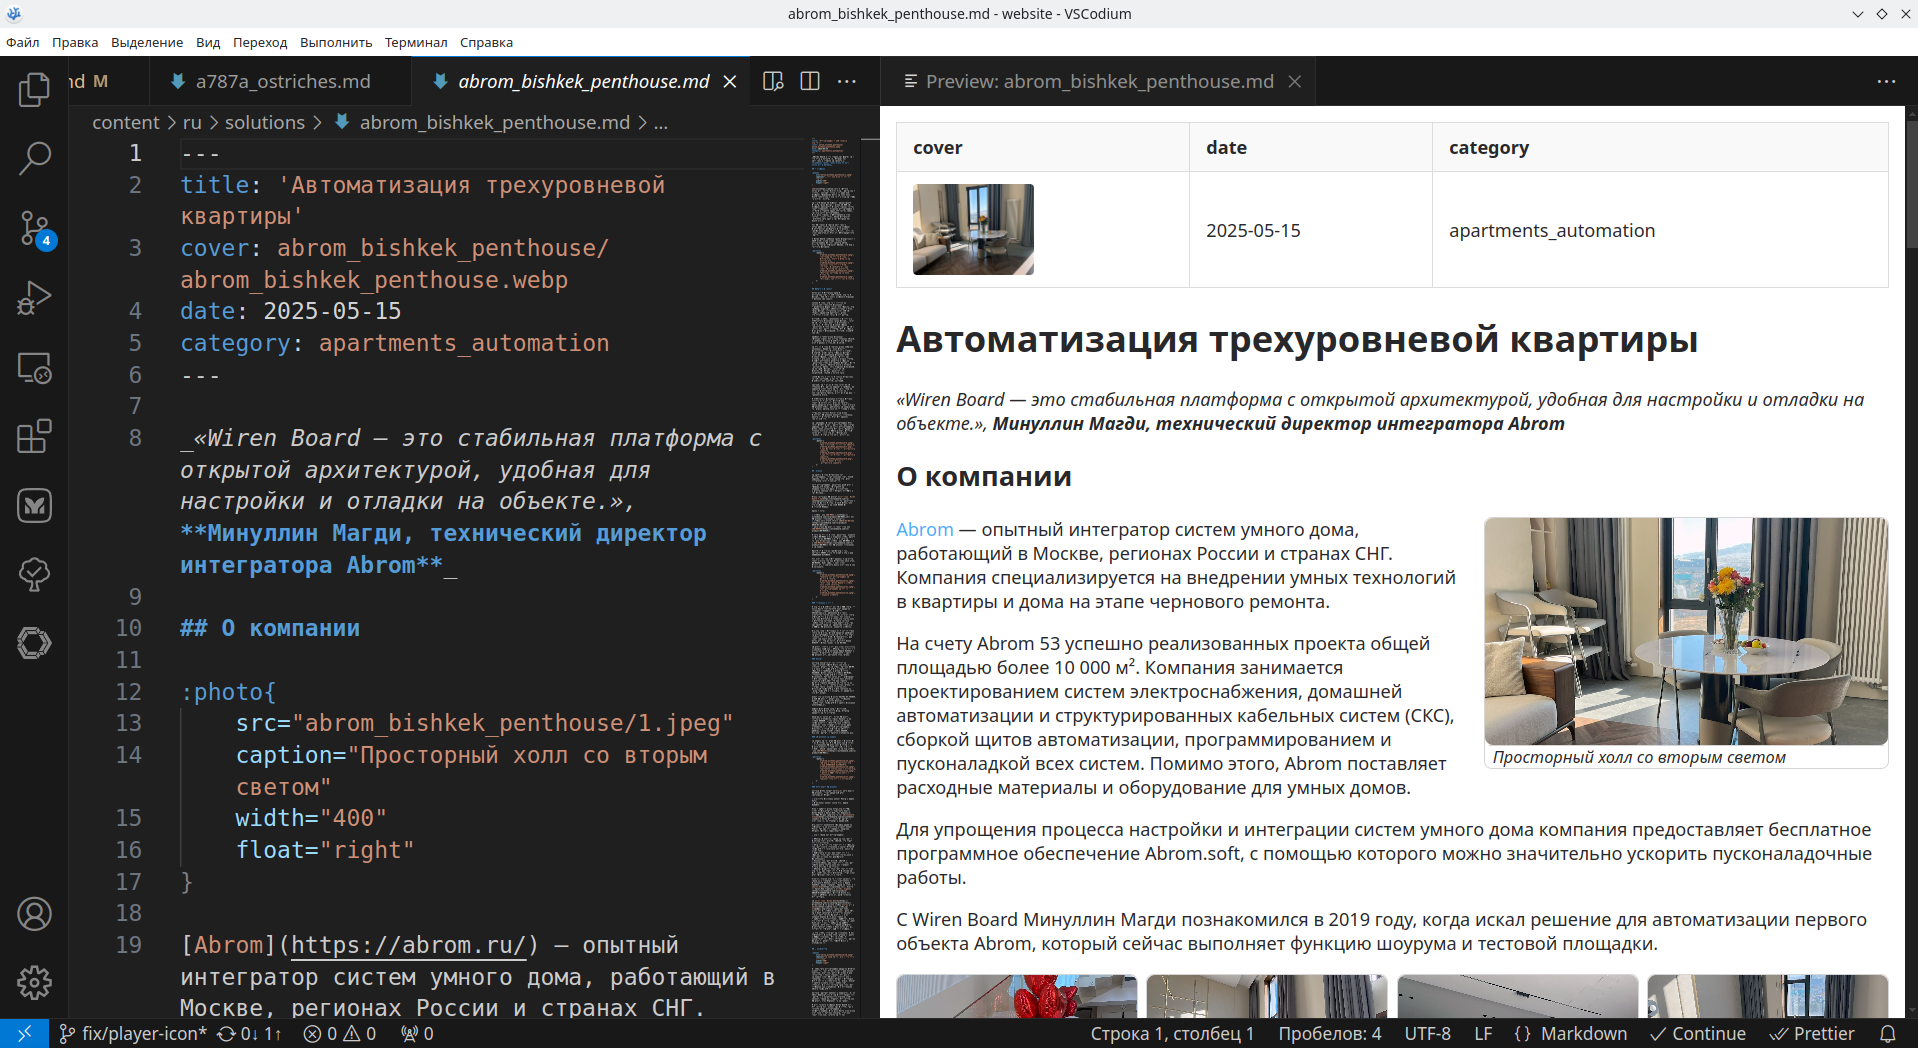 abrom_bishkek_penthouse.md - website - VSCodium
Файл Правка Выделение Вид Переход Выполнить Терминал Справка
nd M
a787a_ostriches.md
abrom_bishkek_penthouse.md
content > ru > solutions > abrom_bishkek_penthouse.md > ...
1 ---
2 title: 'Автоматизация трехуровневой
квартиры'
3 cover: abrom_bishkek_penthouse/
abrom_bishkek_penthouse.webp
4 date: 2025-05-15
5 category: apartments_automation
6 ---
7
8 _«Wiren Board — это стабильная платформа с
открытой архитектурой, удобная для
настройки и отладки на объекте.»,
**Минуллин Магди, технический директор
интегратора Abrom**_
9
10 ## О компании
11
12 :photo{
13 src="abrom_bishkek_penthouse/1.jpeg"
14 caption="Просторный холл со вторым
светом"
15 width="400"
16 float="right"
17 }
18
19 [Abrom](https://abrom.ru/) — опытный
интегратор систем умного дома, работающий в
Москве, регионах России и странах СНГ.
4
Preview: abrom_bishkek_penthouse.md
cover date category
2025-05-15 apartments_automation
Автоматизация трехуровневой квартиры
«Wiren Board — это стабильная платформа с открытой архитектурой, удобная для настройки и отладки на
объекте.», Минуллин Магди, технический директор интегратора Abrom
О компании
Abrom — опытный интегратор систем умного дома,
работающий в Москве, регионах России и странах СНГ.
Компания специализируется на внедрении умных технологий
в квартиры и дома на этапе чернового ремонта.
На счету Abrom 53 успешно реализованных проекта общей
площадью более 10 000 м². Компания занимается
проектированием систем электроснабжения, домашней
автоматизации и структурированных кабельных систем (СКС),
сборкой щитов автоматизации, программированием и
пусконаладкой всех систем. Помимо этого, Abrom поставляет
расходные материалы и оборудование для умных домов.
Просторный холл со вторым светом
Для упрощения процесса настройки и интеграции систем умного дома компания предоставляет бесплатное
программное обеспечение Abrom.soft, с помощью которого можно значительно ускорить пусконаладочные
работы.
С Wiren Board Минуллин Магди познакомился в 2019 году, когда искал решение для автоматизации первого
объекта Abrom, который сейчас выполняет функцию шоурума и тестовой площадки.
fix/player-icon* 0↓ 1↑ 0 0 0
Строка 1, столбец 1 Пробелов: 4 UTF-8 LF {} Markdown Continue Prettier